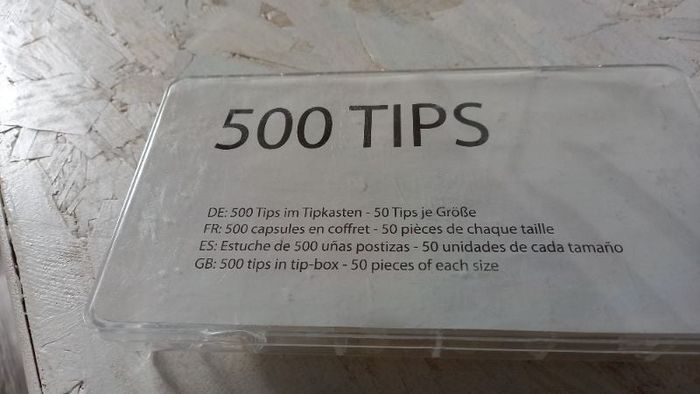 500 TIPS
DE: 500 Tips im Tipkasten - 50 Tips je Größe
FR: 500 capsules en coffret - 50 pièces de chaque taille
ES: Estuche de 500 uñas postizas - 50 unidades de cada tamaño
GB: 500 tips in tip-box - 50 pieces of each size